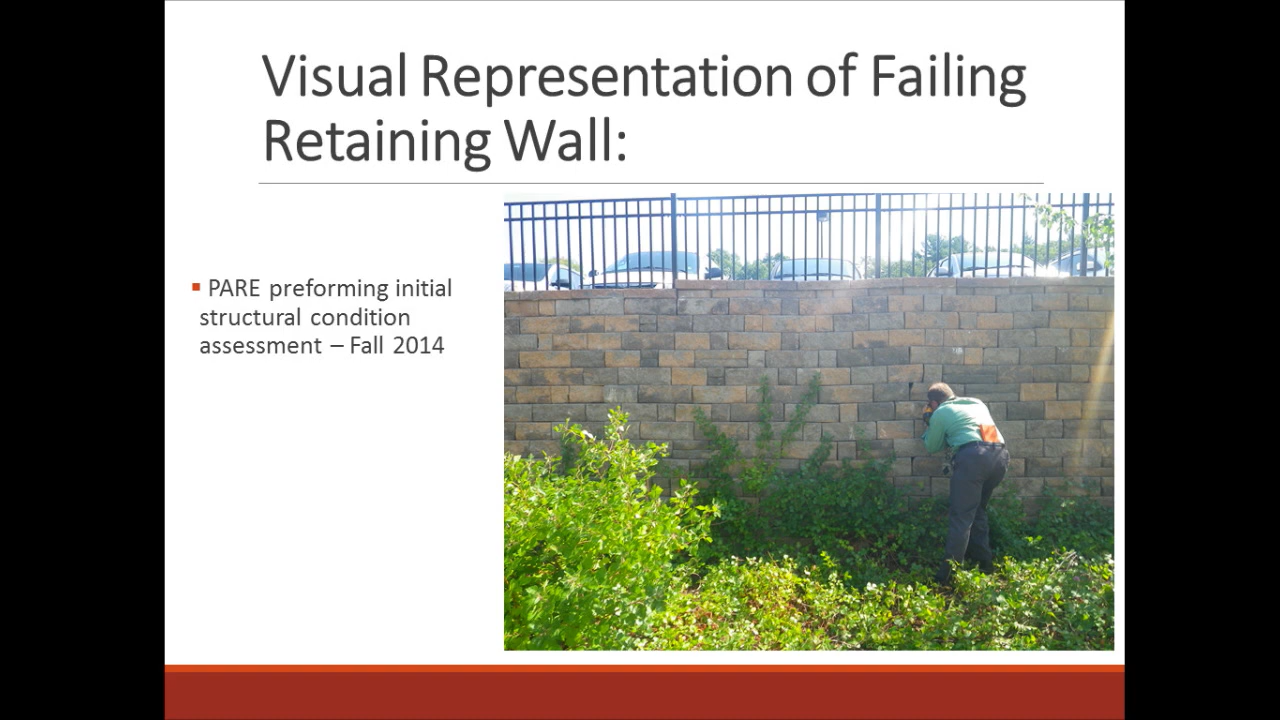 Visual Representation of Failing
Retaining Wall:
▪ PARE preforming initial
structural condition
assessment – Fall 2014